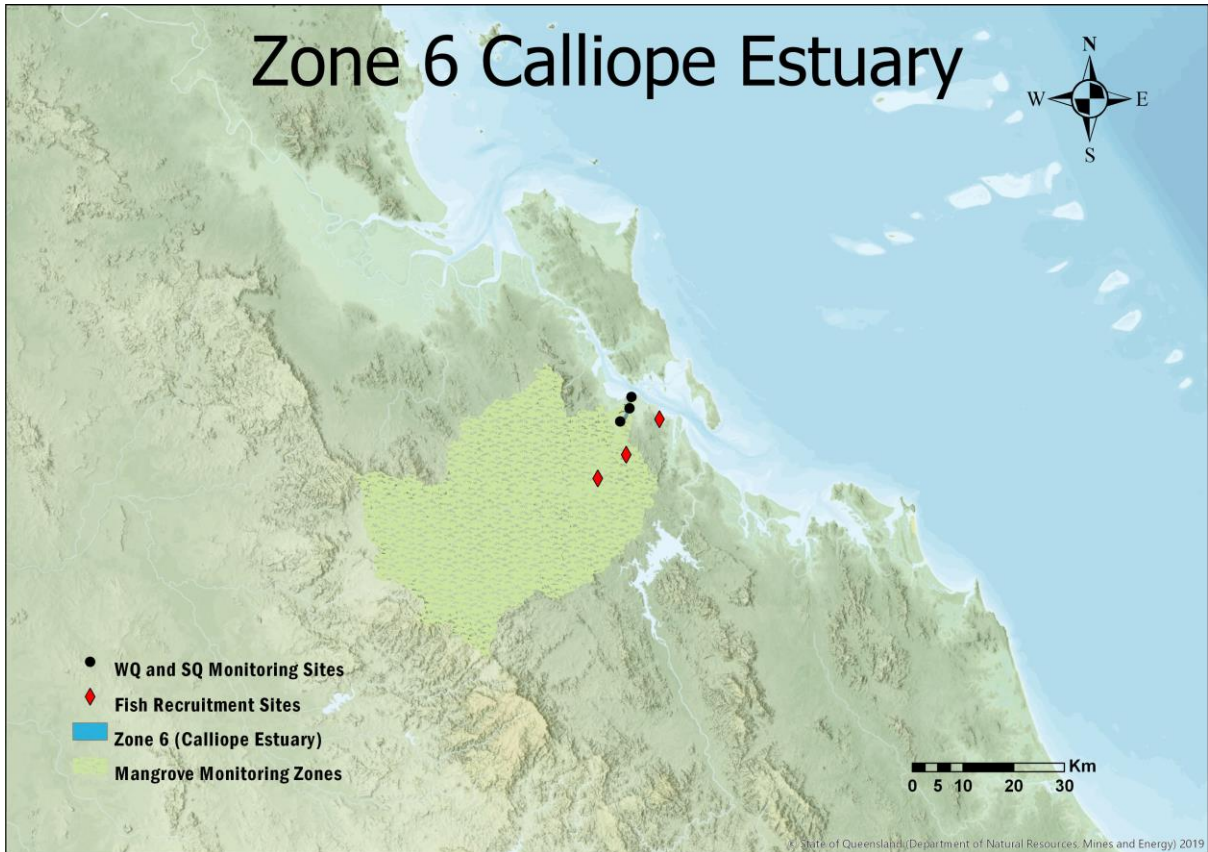 Zone 6 Calliope Estuary
N
W E
S
WQ and SQ Monitoring Sites
Fish Recruitment Sites
Zone 6 (Calliope Estuary)
Mangrove Monitoring Zones
Km
0 5 10 20 30
© State of Queensland (Department of Natural Resources, Mines and Energy) 2019